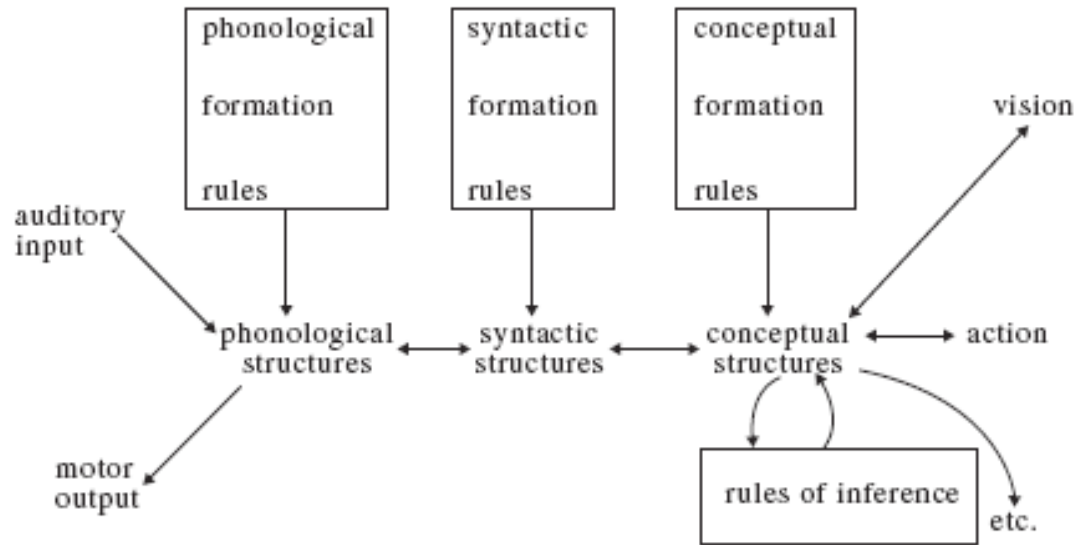 phonological
formation
rules
syntactic
formation
rules
conceptual
formation
rules
vision
auditory
input
phonological
structures
syntactic
structures
conceptual
structures
action
motor
output
rules of inference
etc.